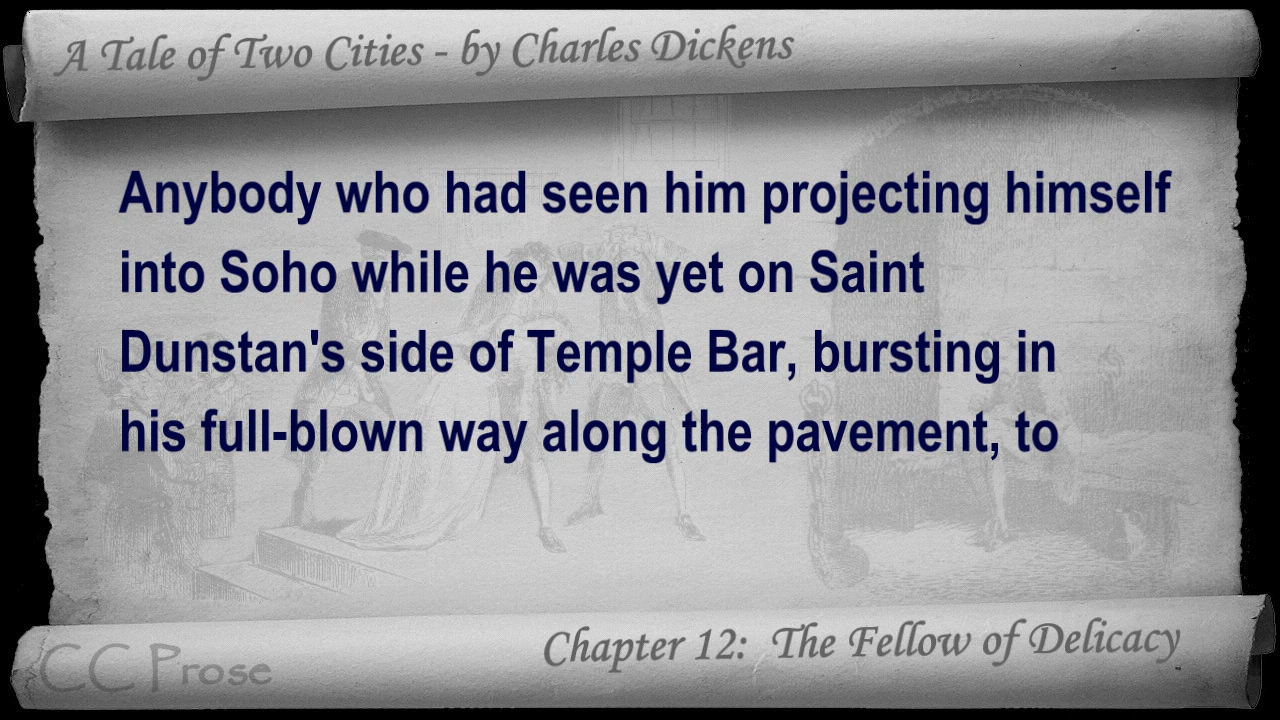 A Tale of Two Cities - by Charles Dickens
Anybody who had seen him projecting himself
into Soho while he was yet on Saint
Dunstan's side of Temple Bar, bursting in
his full-blown way along the pavement, to
Chapter 12: The Fellow of Delicacy
CC Prose